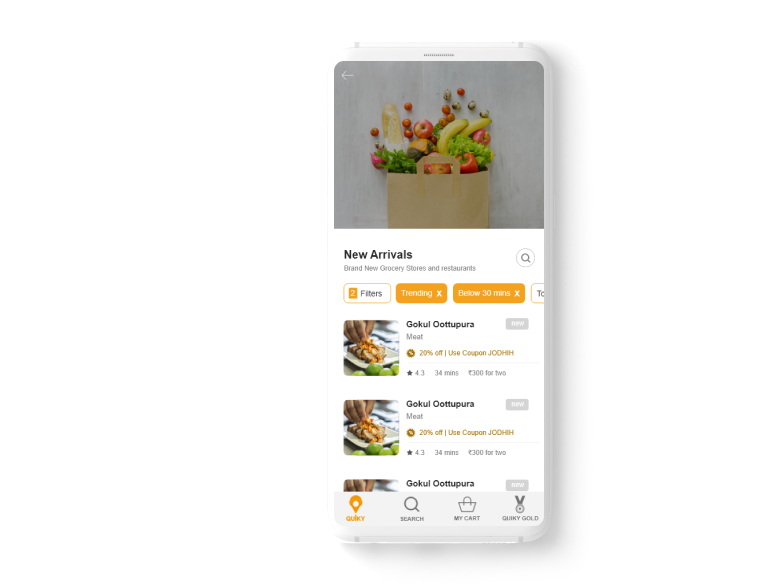 New Arrivals
Brand New Grocery Stores and restaurants
2 Filters Trending X Below 30 mins X To
Gokul Oottupura new
Meat
20% off | Use Coupon JODHIH
4.3 34 mins ₹300 for two
Gokul Oottupura new
Meat
20% off | Use Coupon JODHIH
4.3 34 mins ₹300 for two
Gokul Oottupura new
QUIKY SEARCH MY CART QUIKY GOLD